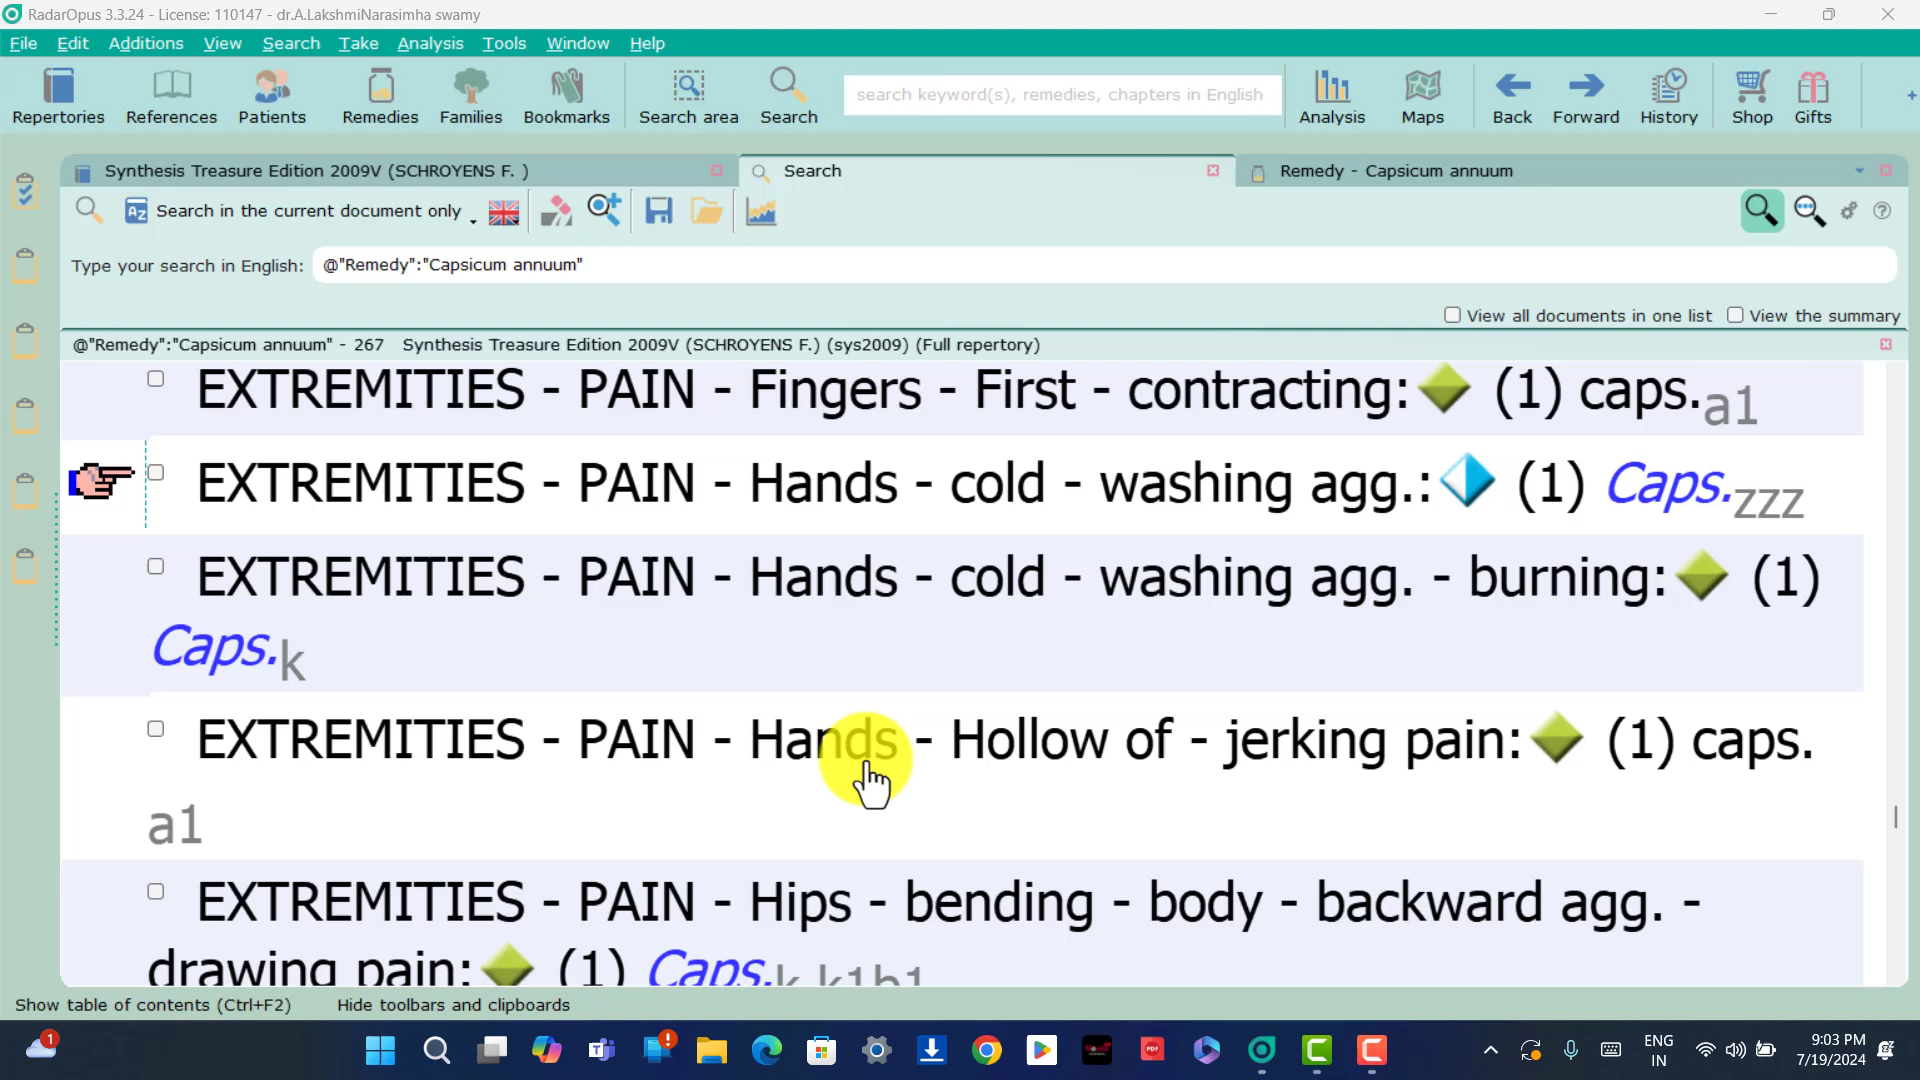 RadarOpus 3.3.24 - License: 110147 - dr.A.LakshmiNarasimha swamy
File Edit Additions View Search Take Analysis Tools Window Help
Repertories References Patients Remedies Families Bookmarks Search area Search search keyword(s), remedies, chapters in English Analysis Maps Back Forward History Shop Gifts
Synthesis Treasure Edition 2009V (SCHROYENS F. ) Search Remedy - Capsicum annuum
AZ Search in the current document only
Type your search in English: @"Remedy":"Capsicum annuum"
View all documents in one list View the summary
@"Remedy":"Capsicum annuum" - 267 Synthesis Treasure Edition 2009V (SCHROYENS F.) (sys2009) (Full repertory)
EXTREMITIES - PAIN - Fingers - First - contracting: (1) caps.a1
EXTREMITIES - PAIN - Hands - cold - washing agg.: (1) Caps.zzz
EXTREMITIES - PAIN - Hands - cold - washing agg. - burning: (1)
Caps.k
EXTREMITIES - PAIN - Hands - Hollow of - jerking pain: (1) caps.
a1
EXTREMITIES - PAIN - Hips - bending - body - backward agg. -
drawing pain: (1) Caps.k,k1b1
Show table of contents (Ctrl+F2) Hide toolbars and clipboards
1
ENG
IN
9:03 PM
7/19/2024